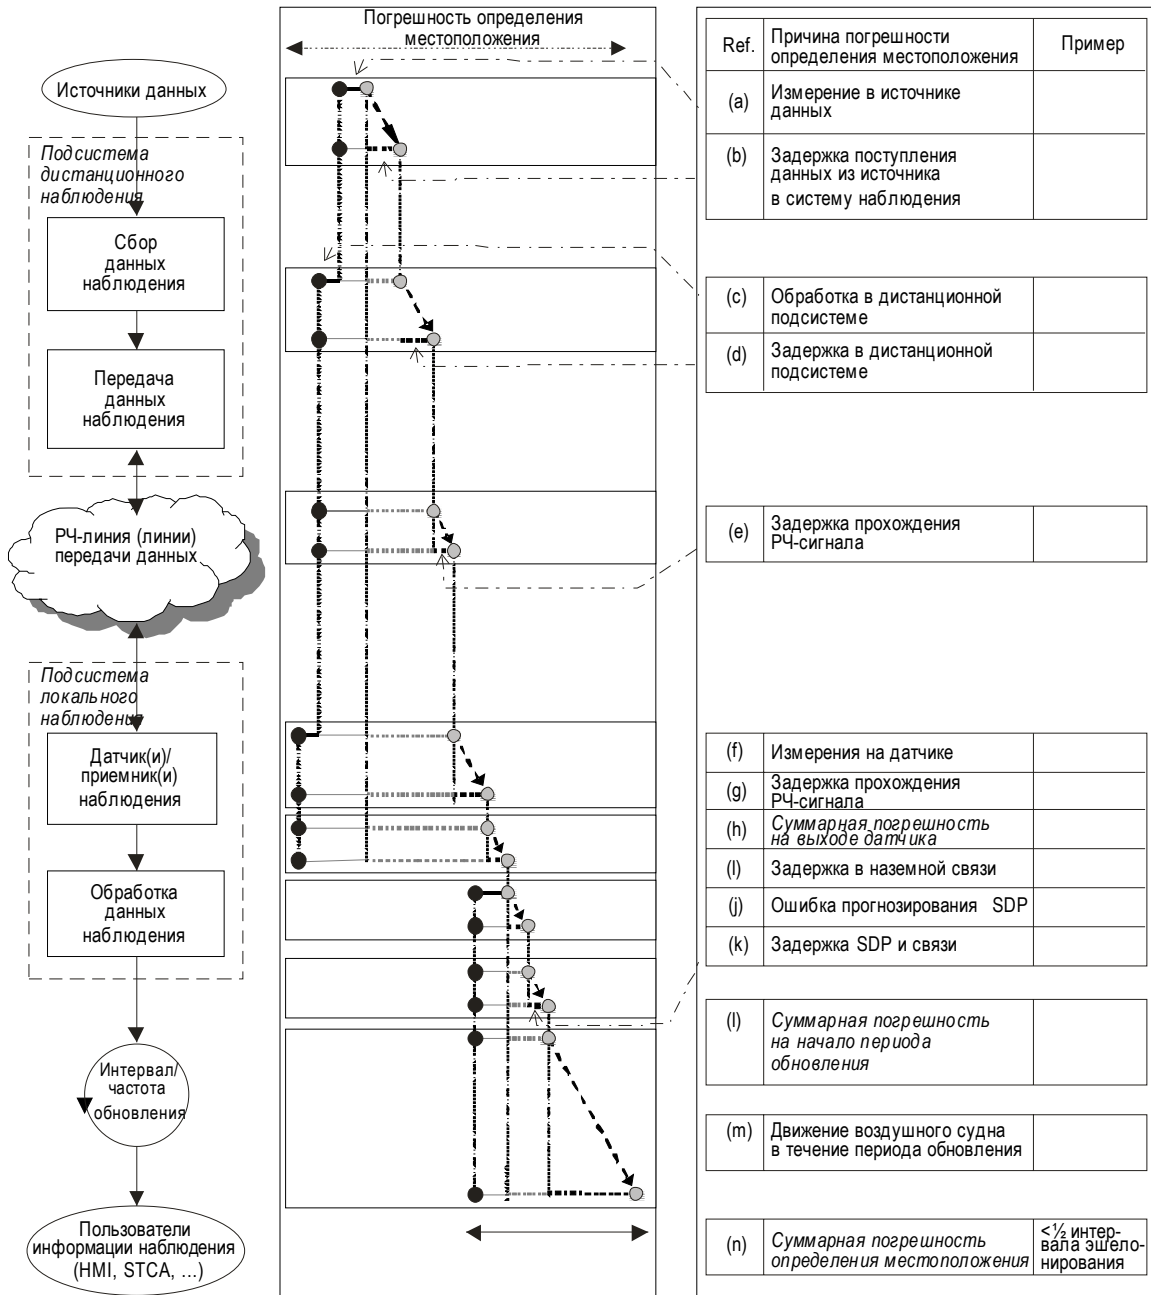 Источники данных
Подсистема
дистанционного
наблюдения
Сбор
данных
наблюдения
Передача
данных
наблюдения
РЧ-линия (линии)
передачи данных
Подсистема
локального
наблюдения
Датчик(и)/
приемник(и)
наблюдения
Обработка
данных
наблюдения
Интервал/
частота
обновления
Пользователи
информации наблюдения
(HMI, STCA, ...)
Погрешность определения
местоположения
Ref.
Причина погрешности
определения местоположения
Пример
(a)
Измерение в источнике
данных
(b)
Задержка поступления
данных из источника
в систему наблюдения
(c)
Обработка в дистанционной
подсистеме
(d)
Задержка в дистанционной
подсистеме
(e)
Задержка прохождения
РЧ-сигнала
(f)
Измерения на датчике
(g)
Задержка прохождения
РЧ-сигнала
(h)
Суммарная погрешность
на выходе датчика
(l)
Задержка в наземной связи
(j)
Ошибка прогнозирования SDP
(k)
Задержка SDP и связи
(l)
Суммарная погрешность
на начало периода
обновления
(m)
Движение воздушного судна
в течение периода обновления
(n)
Суммарная погрешность
определения местоположения
<½ интер-
вала эшело-
нирования